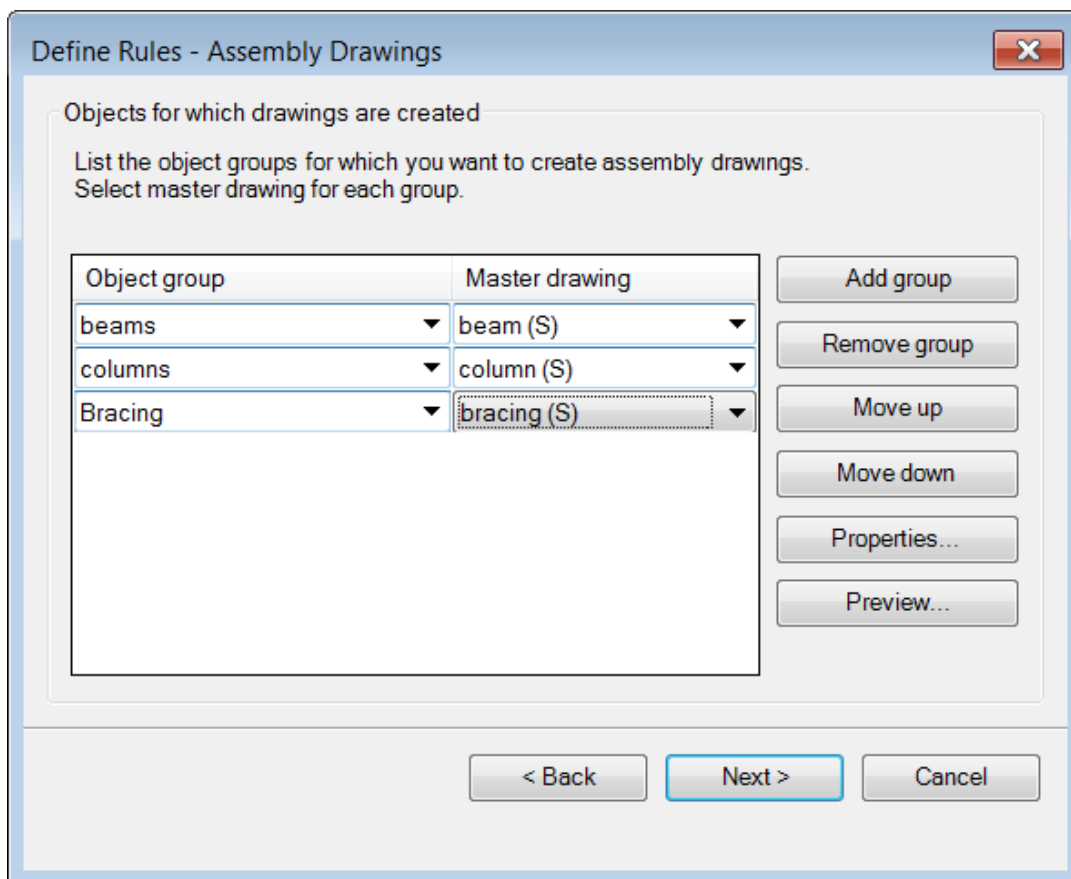 Define Rules - Assembly Drawings
Objects for which drawings are created
List the object groups for which you want to create assembly drawings.
Select master drawing for each group.
Object group Master drawing
beams beam (S)
columns column (S)
Bracing bracing (S)
Add group
Remove group
Move up
Move down
Properties...
Preview...
< Back Next > Cancel